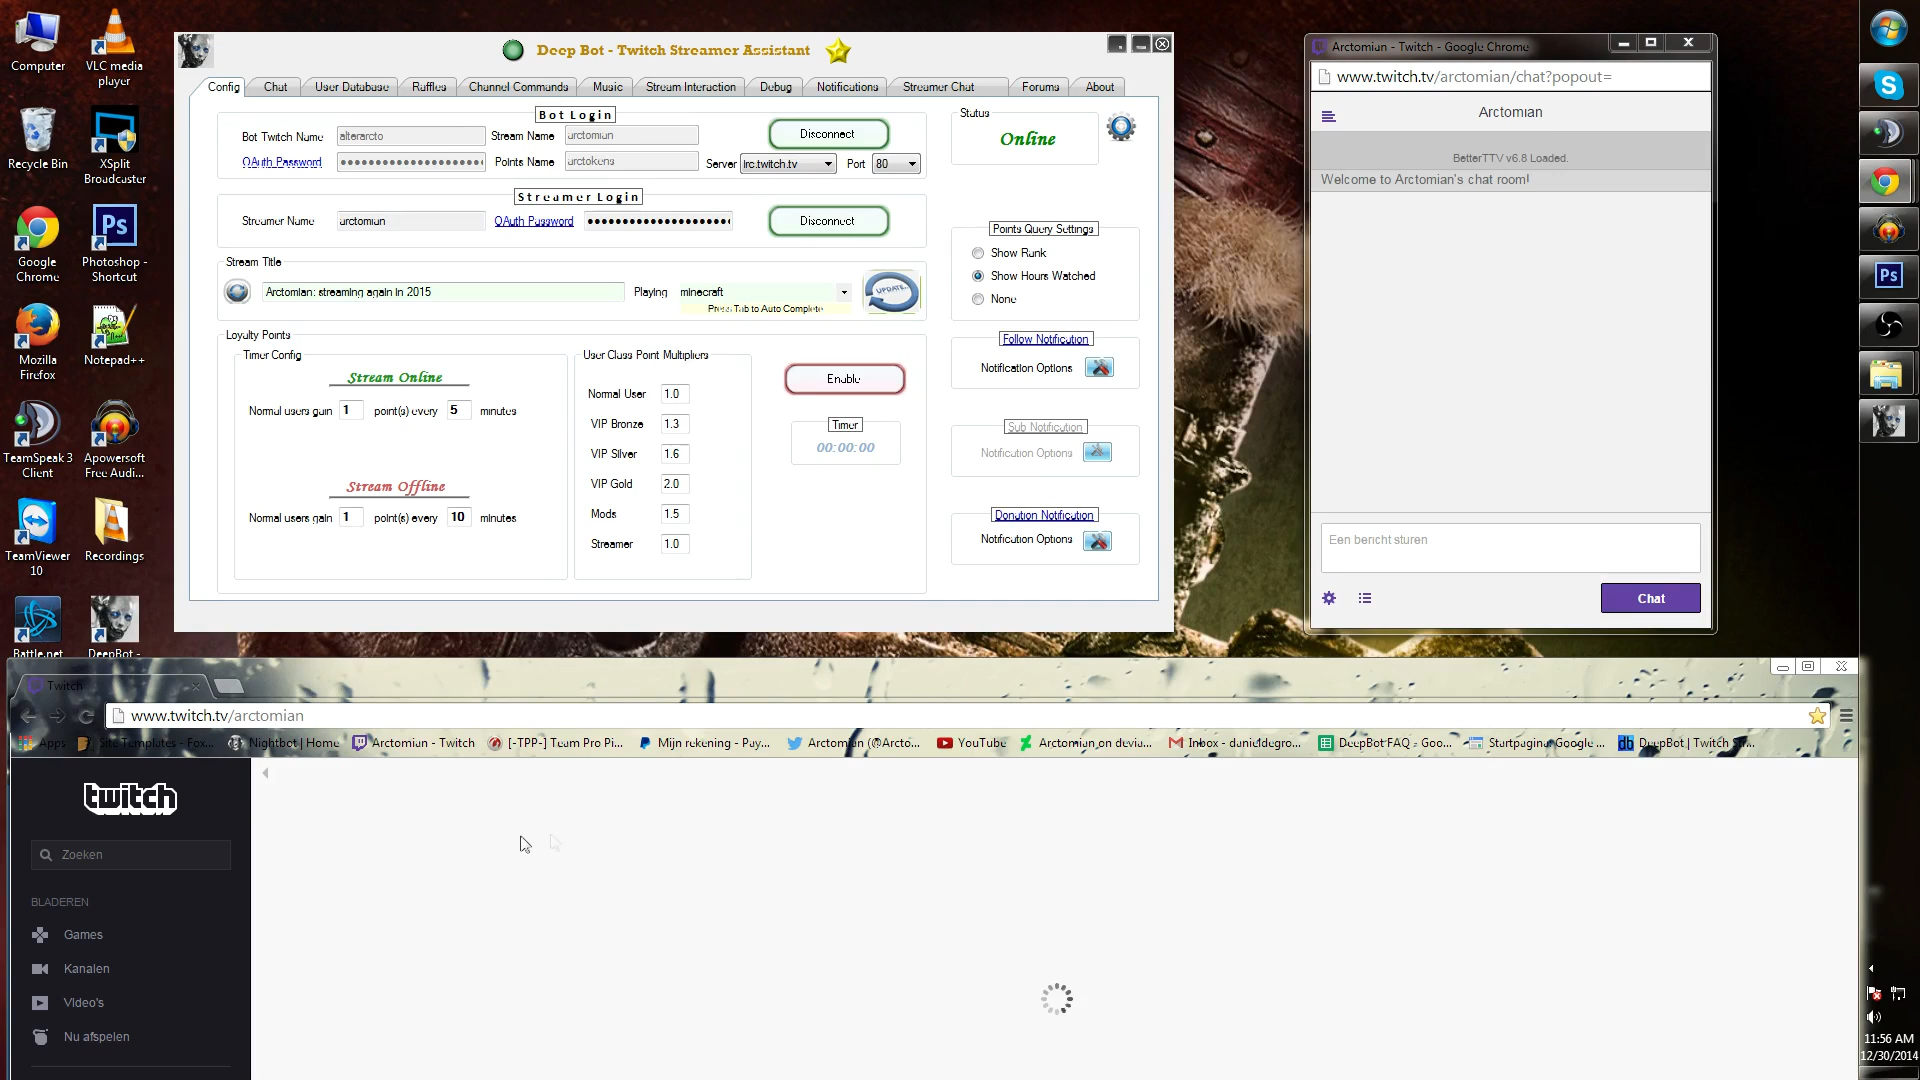 Computer
VLC media player
Recycle Bin
XSplit Broadcaster
Google Chrome
Photoshop - Shortcut
Mozilla Firefox
Notepad++
TeamSpeak 3 Client
Apowersoft Free Audi...
TeamViewer 10
Recordings
Battle.net
DeepBot -
Deep Bot - Twitch Streamer Assistant
Config Chat User Database Raffles Channel Commands Music Stream Interaction Debug Notifications Streamer Chat Forums About
Bot Login
Bot Twitch Name alterarcto Stream Name arctomian Disconnect
OAuth Password Points Name arctokens Server irc.twitch.tv Port 80
Streamer Login
Streamer Name arctomian OAuth Password Disconnect
Stream Title
Arctomian: streaming again in 2015 Playing minecraft UPDATE..
Press Tab to Auto Complete
Loyalty Points
Timer Config
Stream Online
Normal users gain 1 point(s) every 5 minutes
Stream Offline
Normal users gain 1 point(s) every 10 minutes
User Class Point Multipliers
Normal User 1.0
VIP Bronze 1.3
VIP Silver 1.6
VIP Gold 2.0
Mods 1.5
Streamer 1.0
Enable
Timer
00:00:00
Status
Online
Points Query Settings
Show Rank
Show Hours Watched
None
Follow Notification
Notification Options
Sub Notification
Notification Options
Donation Notification
Notification Options
Arctomian - Twitch - Google Chrome
www.twitch.tv/arctomian/chat?popout=
Arctomian
BetterTTV v6.8 Loaded.
Welcome to Arctomian's chat room!
Een bericht sturen
Chat
Twitch
www.twitch.tv/arctomian
Apps Site Templates - Fox... Nightbot | Home Arctomian - Twitch [-TPP-] Team Pro Pi... Mijn rekening - Pay... Arctomian (@Arcto... YouTube Arctomian on devia... Inbox - danieldegro... DeepBot FAQ - Goo... Startpagina Google ... DeepBot | Twitch Str...
twitch
Zoeken
BLADEREN
Games
Kanalen
Video's
Nu afspelen
Ps
11:56 AM
12/30/2014